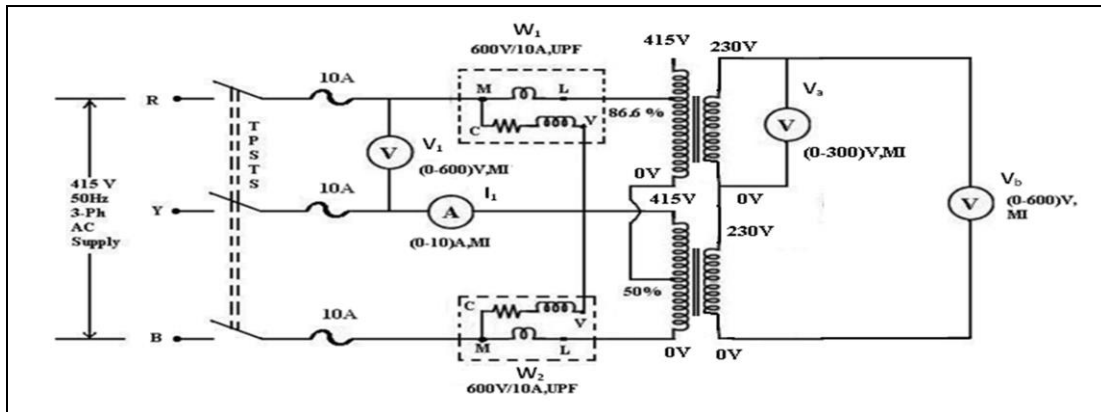 W₁
600V/10A,UPF
415V
230V
10A
M
L
R
86.6 %
Vₐ
V
C
V
T
P
S
T
S
V
V₁
(0-600)V,MI
(0-300)V,MI
415 V
50Hz
3-Ph
AC
Supply
10A
I₁
0V
415V
0V
V_b
(0-600)V,
MI
V
Y
A
(0-10)A,MI
230V
50%
10A
C
V
B
M
L
0V
0V
W₂
600V/10A,UPF